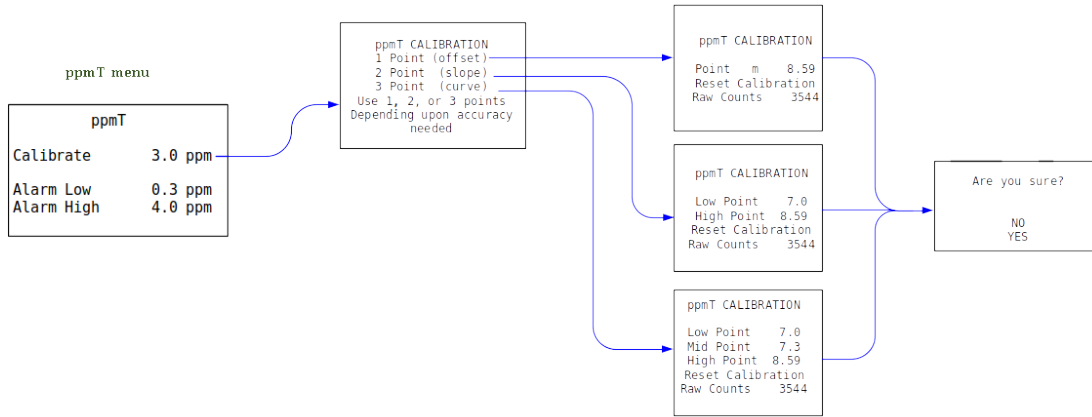 ppmT menu
ppmT
Calibrate 3.0 ppm
Alarm Low 0.3 ppm
Alarm High 4.0 ppm
ppmT CALIBRATION
1 Point (offset)
2 Point (slope)
3 Point (curve)
Use 1, 2, or 3 points
Depending upon accuracy
needed
ppmT CALIBRATION
Point m 8.59
Reset Calibration
Raw Counts 3544
ppmT CALIBRATION
Low Point 7.0
High Point 8.59
Reset Calibration
Raw Counts 3544
ppmT CALIBRATION
Low Point 7.0
Mid Point 7.3
High Point 8.59
Reset Calibration
Raw Counts 3544
Are you sure?
NO
YES